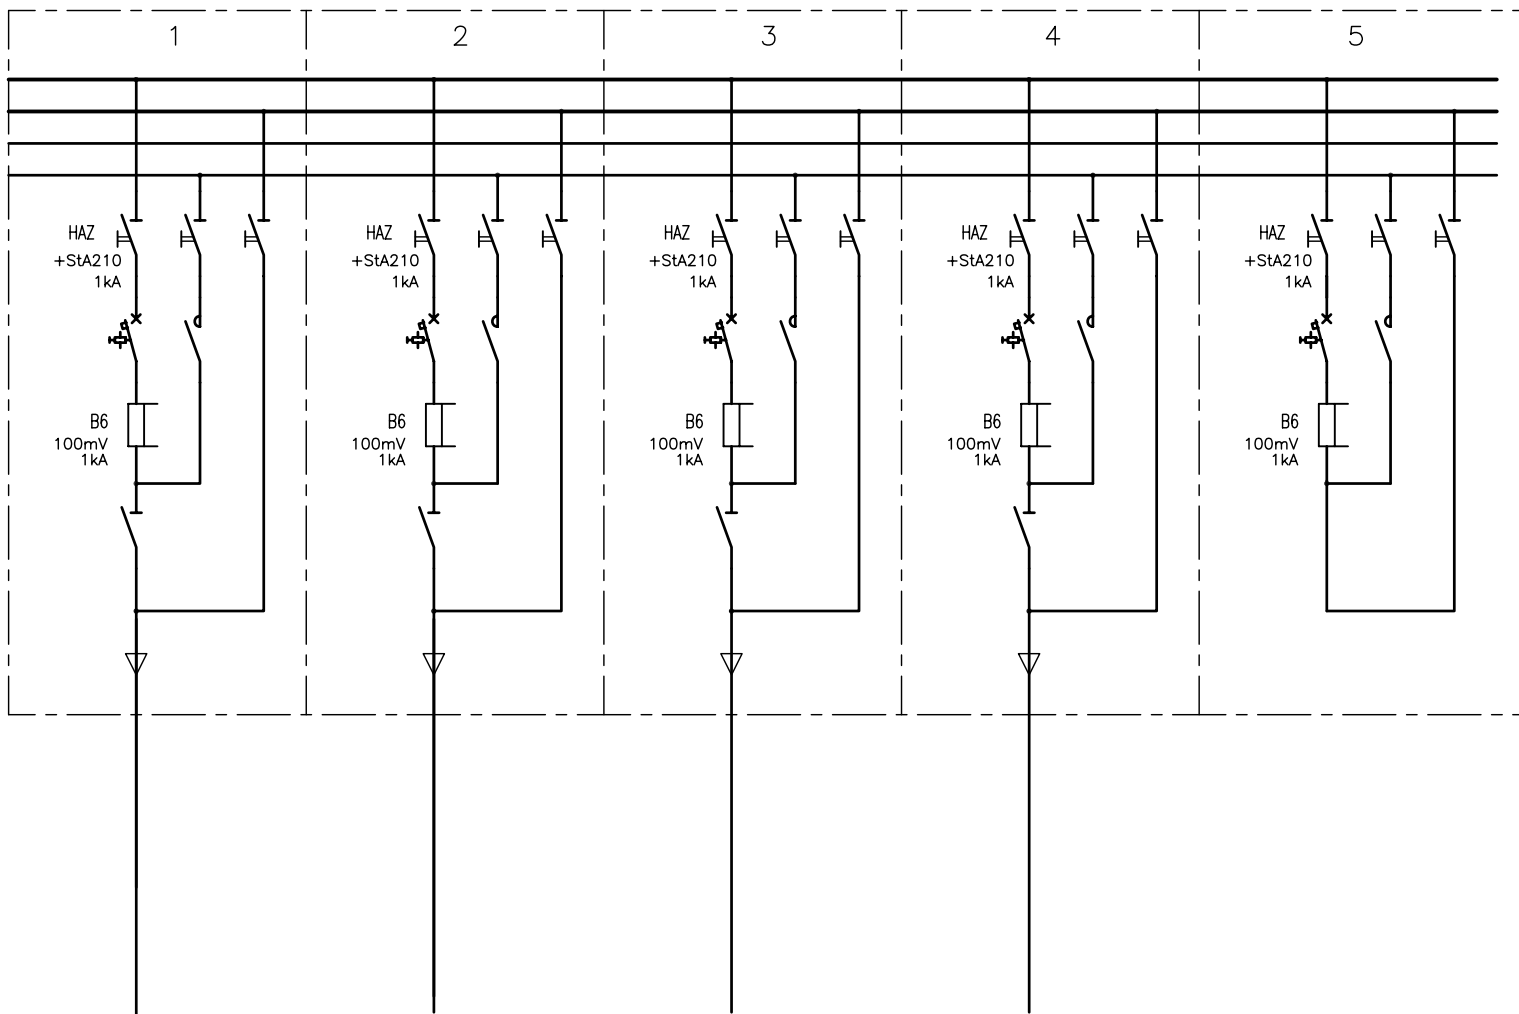 1 2 3 4 5
HAZ HAZ HAZ HAZ HAZ
+StA210 +StA210 +StA210 +StA210 +StA210
1kA 1kA 1kA 1kA 1kA
B6 B6 B6 B6 B6
100mV 100mV 100mV 100mV 100mV
1kA 1kA 1kA 1kA 1kA